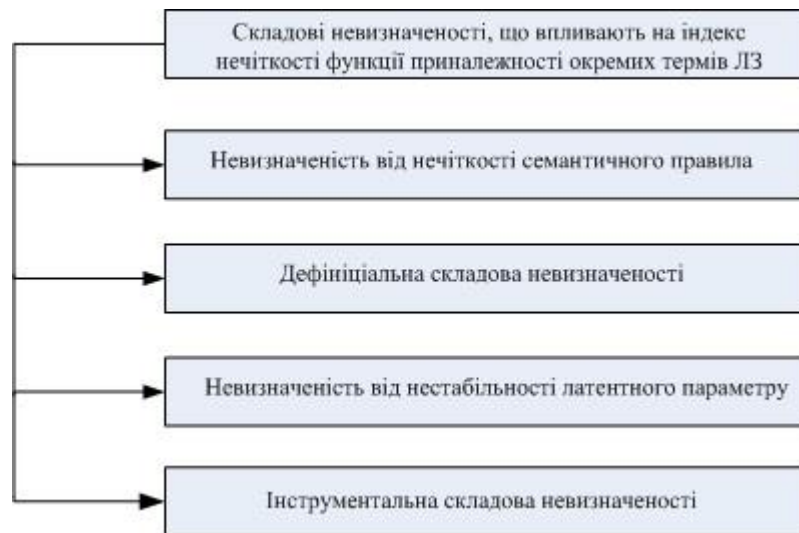 Складові невизначеності, що впливають на індекс
нечіткості функції приналежності окремих термів ЛЗ
Невизначеність від нечіткості семантичного правила
Дефініціальна складова невизначеності
Невизначеність від нестабільності латентного параметру
Інструментальна складова невизначеності